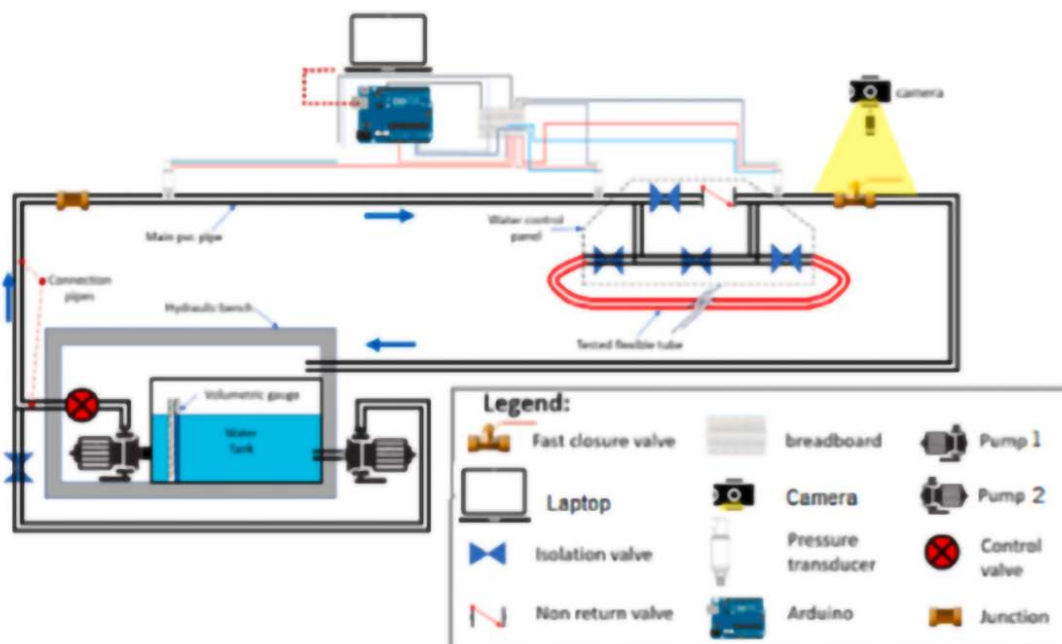 camera
Water control
panel
Main pvc pipe
Connection
pipes
Hydraulic bench
Tested flexible tube
Volumetric gauge
Water
Tank
Legend:
Fast closure valve
breadboard
Pump 1
Laptop
Camera
Pump 2
Isolation valve
Pressure
transducer
Control
valve
Non return valve
Arduino
Junction